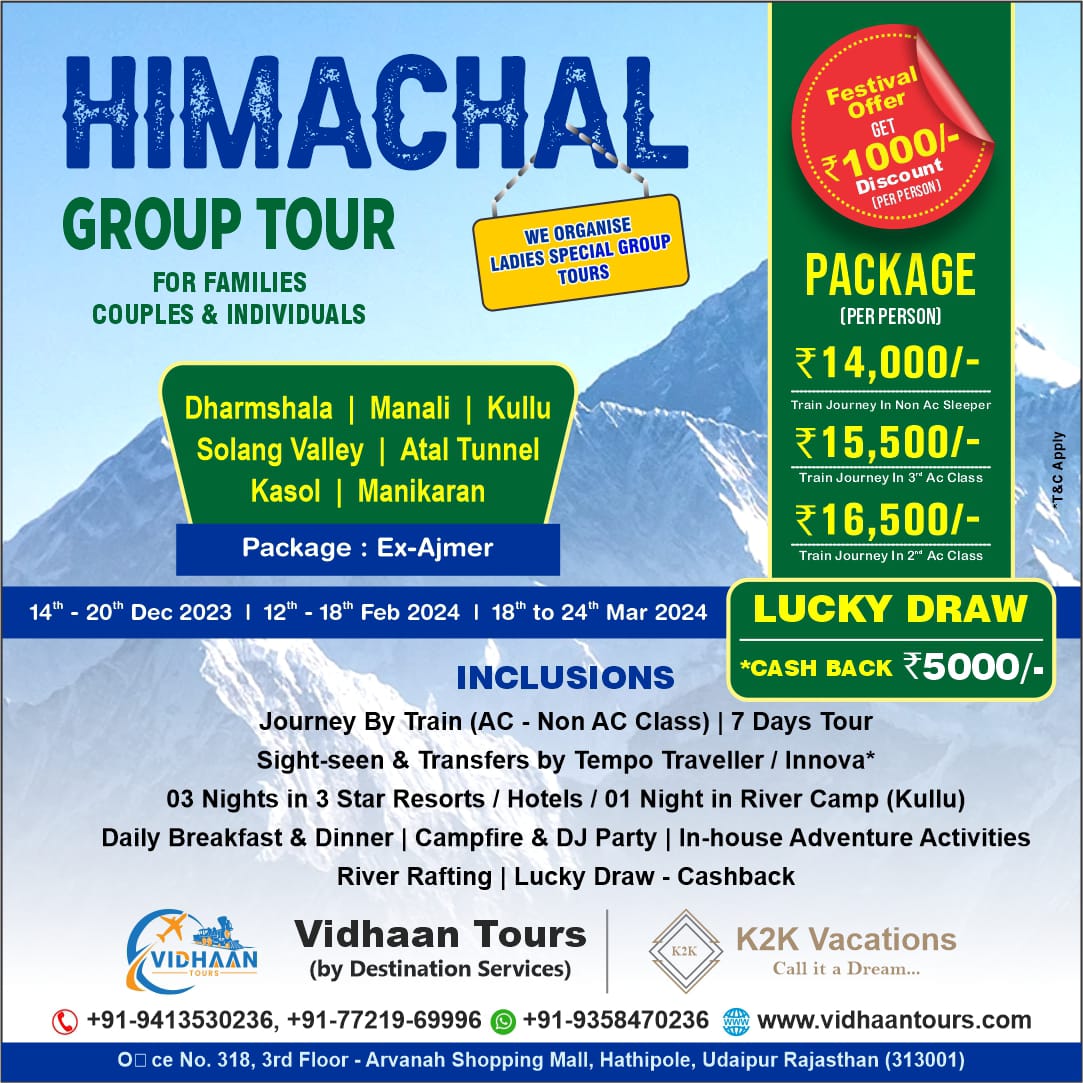 HIMACHAL
GROUP TOUR
FOR FAMILIES
COUPLES & INDIVIDUALS
WE ORGANISE
LADIES SPECIAL GROUP
TOURS
Festival
Offer
GET
₹1000/-
Discount
(PER PERSON)
PACKAGE
(PER PERSON)
₹14,000/-
Train Journey In Non Ac Sleeper
₹15,500/-
Train Journey In 3rd Ac Class
₹16,500/-
Train Journey In 2nd Ac Class
*T&C Apply
Dharmshala | Manali | Kullu
Solang Valley | Atal Tunnel
Kasol | Manikaran
Package : Ex-Ajmer
14th - 20th Dec 2023 | 12th - 18th Feb 2024 | 18th to 24th Mar 2024
LUCKY DRAW
*CASH BACK ₹5000/-
INCLUSIONS
Journey By Train (AC - Non AC Class) | 7 Days Tour
Sight-seen & Transfers by Tempo Traveller / Innova*
03 Nights in 3 Star Resorts / Hotels / 01 Night in River Camp (Kullu)
Daily Breakfast & Dinner | Campfire & DJ Party | In-house Adventure Activities
River Rafting | Lucky Draw - Cashback
VIDHAAN
TOURS
Vidhaan Tours
(by Destination Services)
K2K
K2K Vacations
Call it a Dream...
+91-9413530236, +91-77219-69996 +91-9358470236 www.vidhaantours.com
O□ce No. 318, 3rd Floor - Arvanah Shopping Mall, Hathipole, Udaipur Rajasthan (313001)